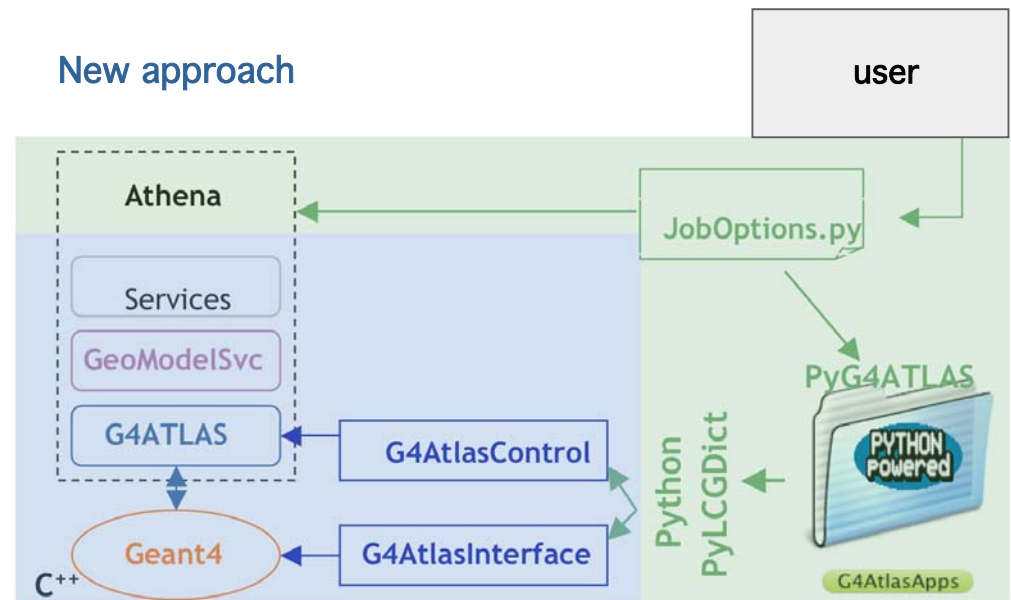 New approach
user
Athena
JobOptions.py
Services
GeoModelSvc
PyG4ATLAS
G4ATLAS
G4AtlasControl
Python
PyLCGDict
PYTHON
POWERED
Geant4
G4AtlasInterface
C++
G4AtlasApps